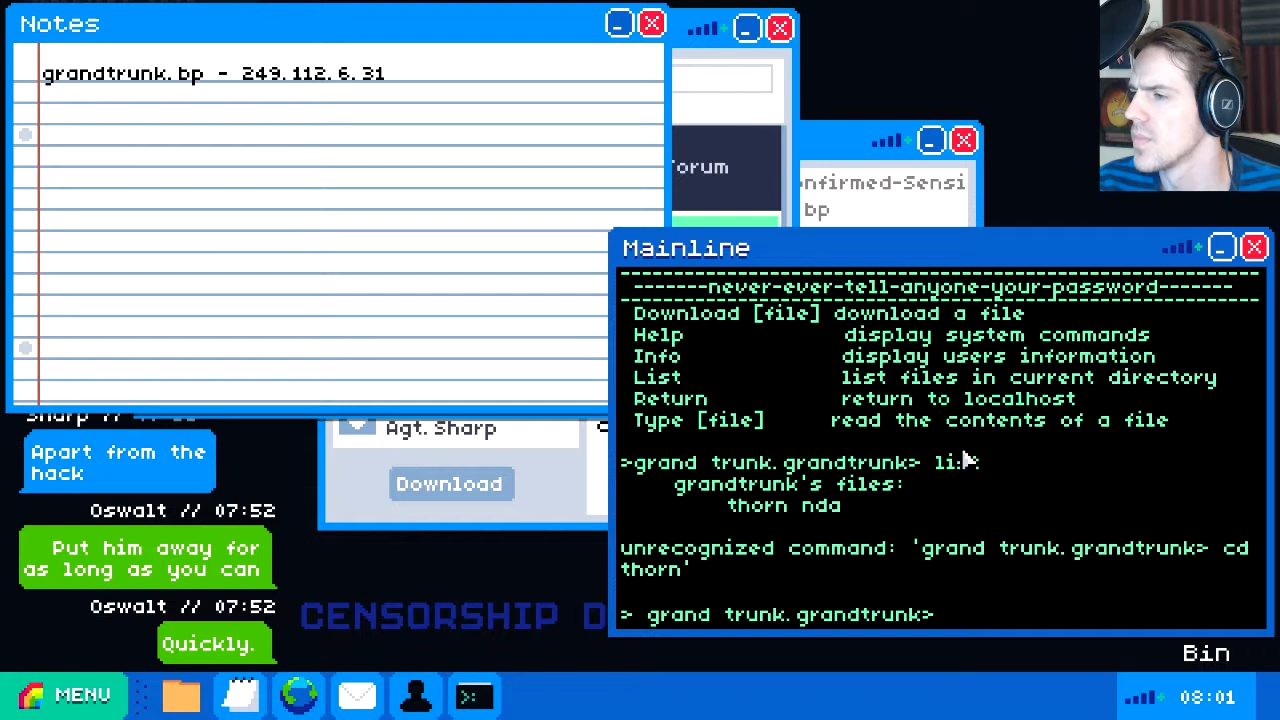 Notes
grandtrunk.bp - 249.112.6.31
orum
onfirmed-Sensi
bp
Mainline
-------never-ever-tell-anyone-your-password-------
Download [file] download a file
Help display system commands
Info display users information
List list files in current directory
Return return to localhost
Type [file] read the contents of a file
>grand trunk.grandtrunk> list
grandtrunk's files:
thorn nda
unrecognized command: 'grand trunk.grandtrunk> cd
thorn'
> grand trunk.grandtrunk>
Sharp //
Apart from the
hack
Oswalt // 07:52
Put him away for
as long as you can
Oswalt // 07:52
Quickly.
Agt. Sharp
Download
CENSORSHIP D
Bin
MENU
08:01